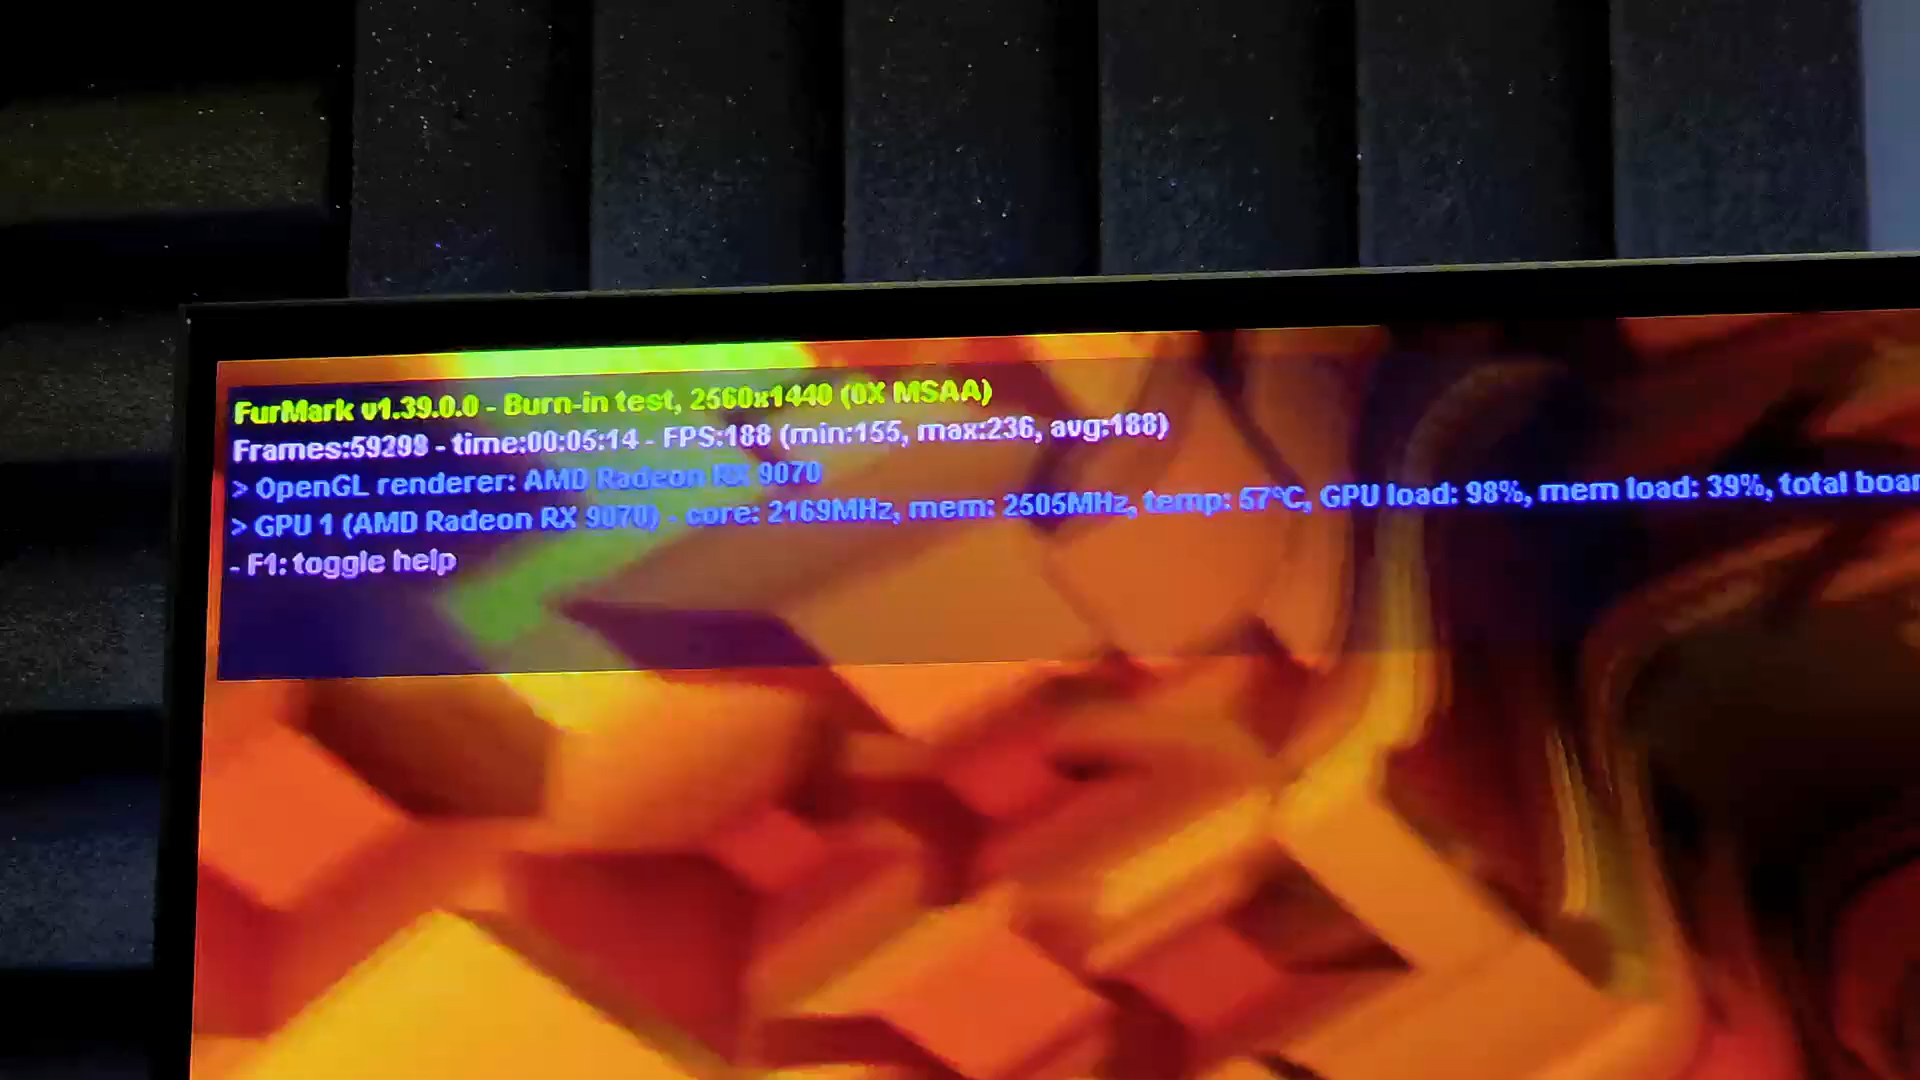 FurMark v1.39.0.0 - Burn-in test, 2560x1440 (0X MSAA)
Frames:59298 - time:00:05:14 - FPS:188 (min:155, max:236, avg:188)
> OpenGL renderer: AMD Radeon RX 9070
> GPU 1 (AMD Radeon RX 9070) - core: 2169MHz, mem: 2505MHz, temp: 57°C, GPU load: 98%, mem load: 39%, total boar
- F1: toggle help